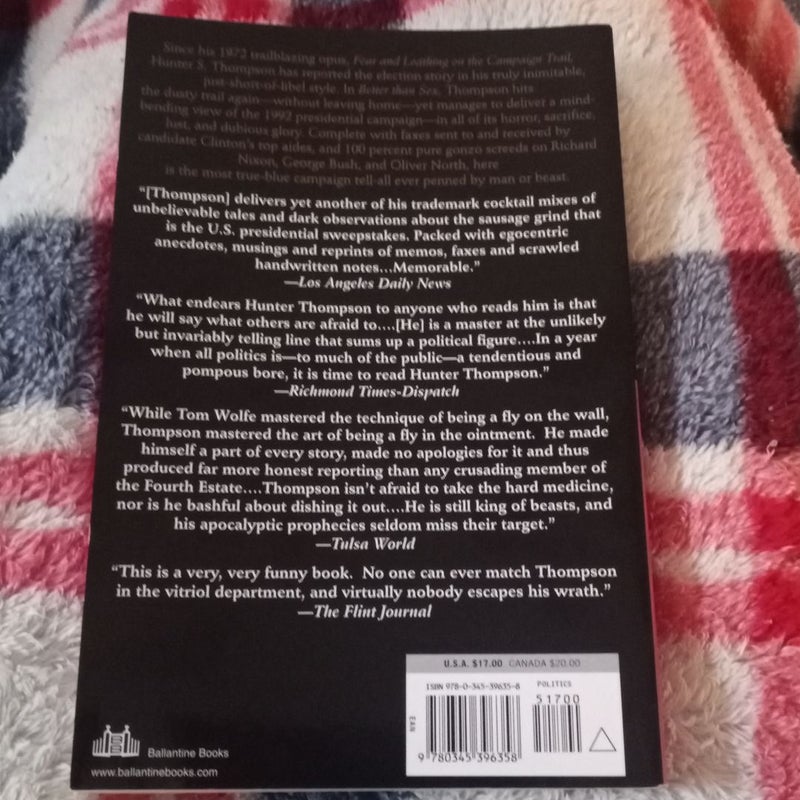 Since his 1972 trailblazing opus, Fear and Loathing on the Campaign Trail,
Hunter S. Thompson has reported the election story in his truly inimitable,
just-short-of-libel style. In Better than Sex, Thompson hits
the dusty trail again—without leaving home—yet manages to deliver a mind-
bending view of the 1992 presidential campaign—in all of its horror, sacrifice,
lust, and dubious glory. Complete with faxes sent to and received by
candidate Clinton's top aides, and 100 percent pure gonzo screeds on Richard
Nixon, George Bush, and Oliver North, here
is the most true-blue campaign tell-all ever penned by man or beast.
“[Thompson] delivers yet another of his trademark cocktail mixes of
unbelievable tales and dark observations about the sausage grind that
is the U.S. presidential sweepstakes. Packed with egocentric
anecdotes, musings and reprints of memos, faxes and scrawled
handwritten notes...Memorable.”
—Los Angeles Daily News
“What endears Hunter Thompson to anyone who reads him is that
he will say what others are afraid to....[He] is a master at the unlikely
but invariably telling line that sums up a political figure....In a year
when all politics is—to much of the public—a tendentious and
pompous bore, it is time to read Hunter Thompson.”
—Richmond Times-Dispatch
“While Tom Wolfe mastered the technique of being a fly on the wall,
Thompson mastered the art of being a fly in the ointment. He made
himself a part of every story, made no apologies for it and thus
produced far more honest reporting than any crusading member of
the Fourth Estate....Thompson isn't afraid to take the hard medicine,
nor is he bashful about dishing it out....He is still king of beasts, and
his apocalyptic prophecies seldom miss their target.”
—Tulsa World
“This is a very, very funny book. No one can ever match Thompson
in the vitriol department, and virtually nobody escapes his wrath.”
—The Flint Journal
U.S.A. $17.00 CANADA $20.00
ISBN 978-0-345-39635-8
POLITICS
51700
EAN
9 780345 396358
BB
Ballantine Books
www.ballantinebooks.com